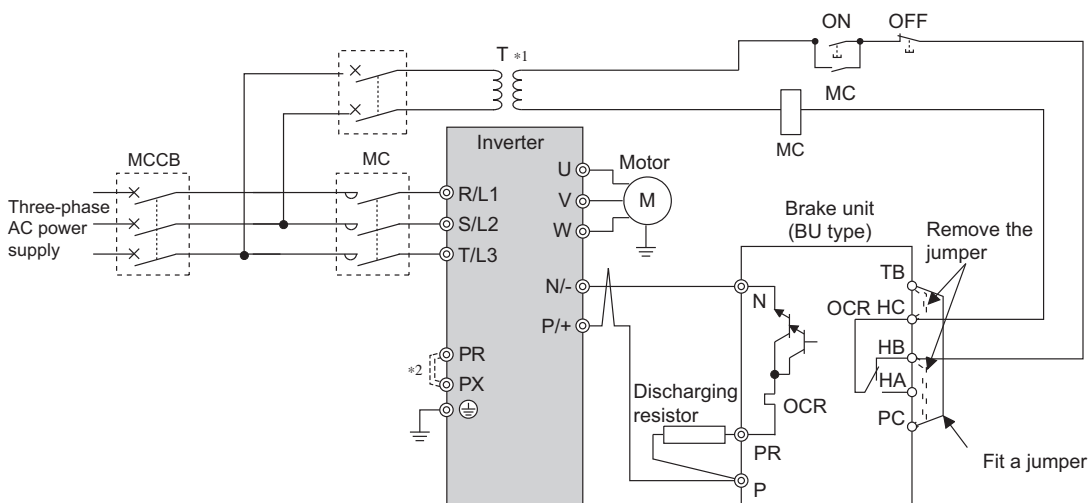 ON OFF
T *1
MC
MC
Inverter
MCCB
MC
Three-phase
AC power
supply
R/L1
S/L2
T/L3
U
V
W
Motor
M
N/-
P/+
*2
PR
PX
Brake unit
(BU type)
Remove the
jumper
TB
HC
OCR
HB
HA
PC
N
OCR
Discharging
resistor
PR
P
Fit a jumper